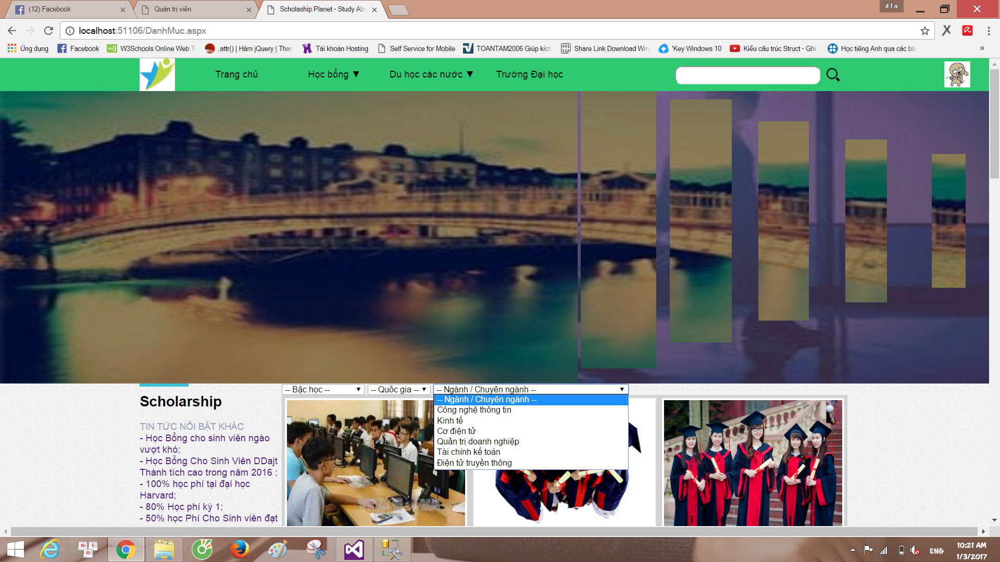 (12) Facebook
Quản trị viên
Scholaship Planet - Study Abr
it f.a
localhost:51106/DanhMuc.aspx
Ứng dụng
Facebook
W3Schools Online Web T
.attr() | Hàm jQuery | Than
Tài khoản Hosting
Self Service for Mobile
TOANTAM2006 Giúp kích
Share Link Download Win
'Key Windows 10
Kiểu cấu trúc Struct - Ghi
Học tiếng Anh qua các bà
»
Trang chủ
Học bổng ▼
Du học các nước ▼
Trường Đại học
-- Bậc học --
-- Quốc gia --
-- Ngành / Chuyên ngành --
-- Ngành / Chuyên ngành --
Công nghệ thông tin
Kinh tế
Cơ điện tử
Quản trị doanh nghiệp
Tài chính kế toán
Điện tử truyền thông
Scholarship
TIN TỨC NỔI BẬT KHÁC
- Học Bổng cho sinh viên ngào
vượt khó;
- Học Bổng Cho Sinh Viên DDajt
Thành tích cao trong năm 2016 ;
- 100% học phí tại đại học
Harvard;
- 80% Học phí kỳ 1;
- 50% học Phí Cho Sinh viên đạt
u i n
ENG
10:21 AM
1/3/2017